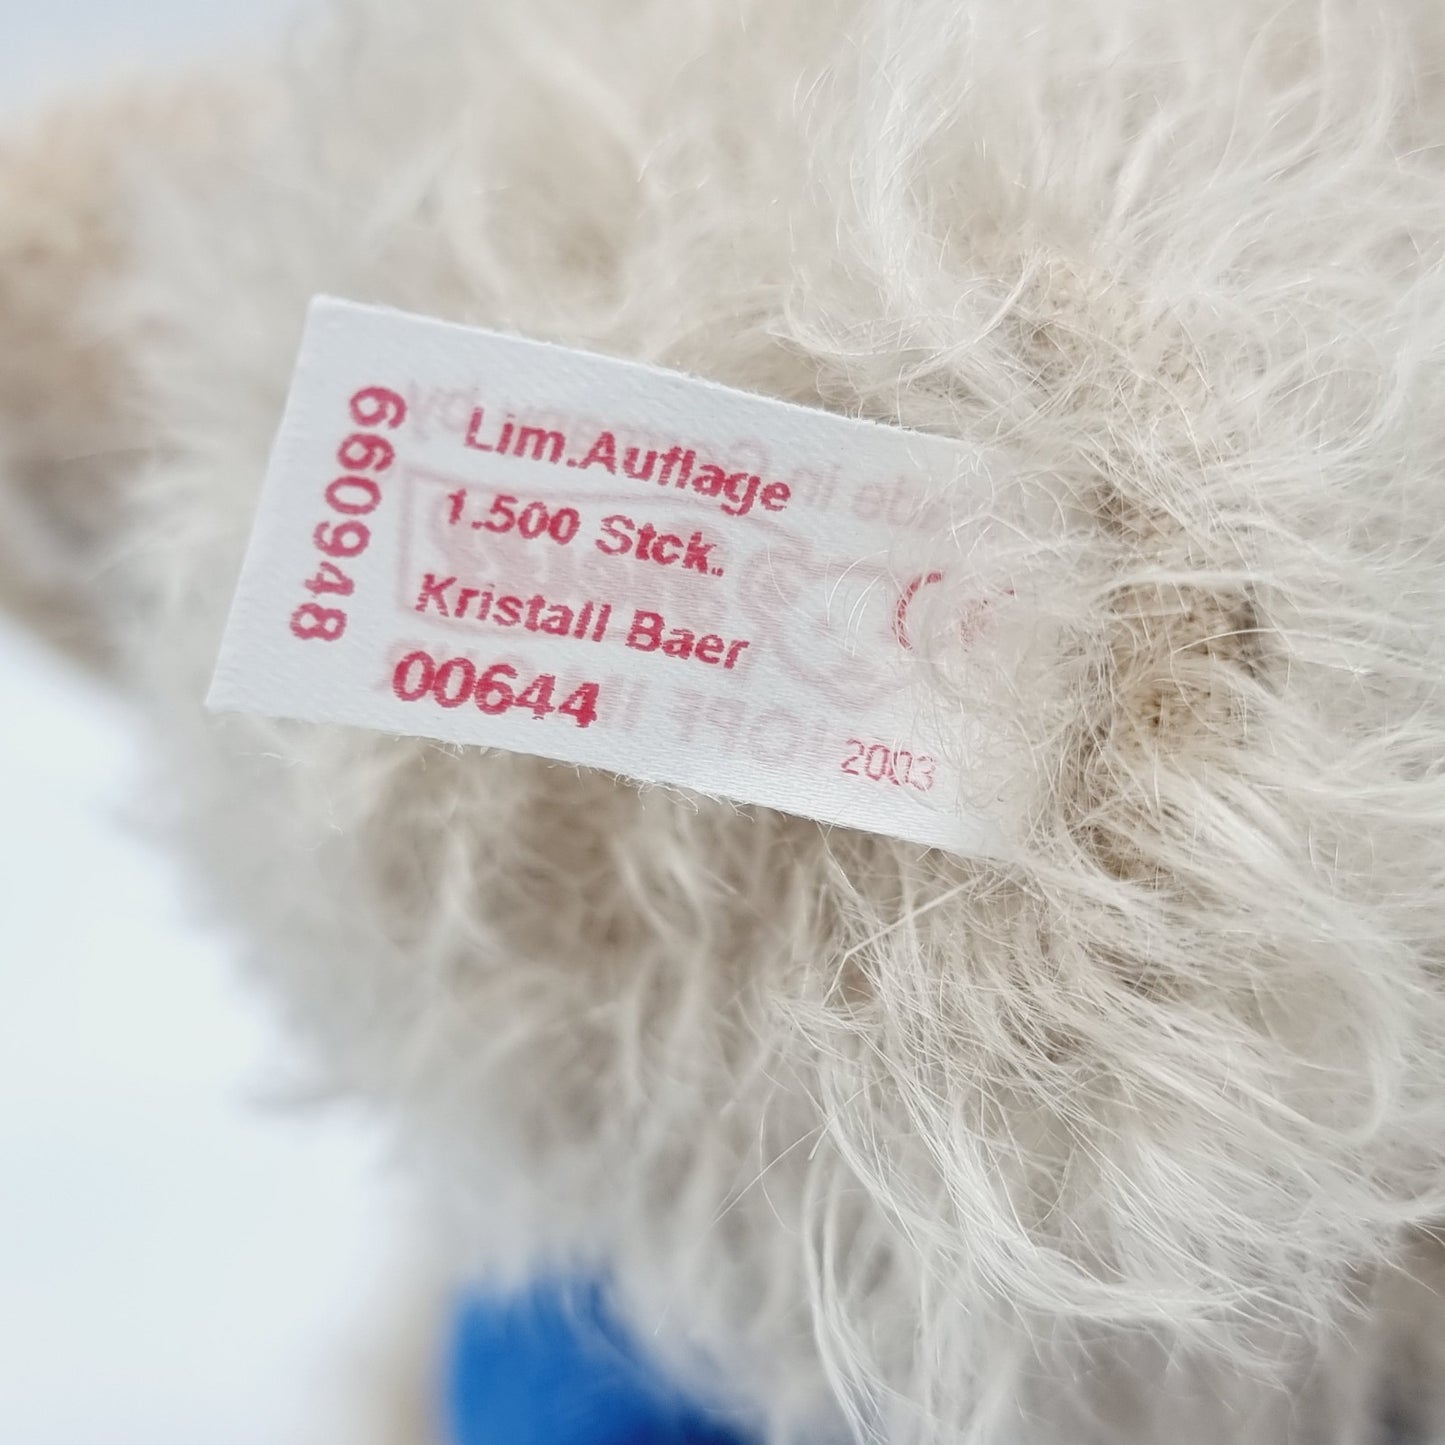 660948
Lim.Auflage
1.500 Stck.
Kristall Baer
00644
2003